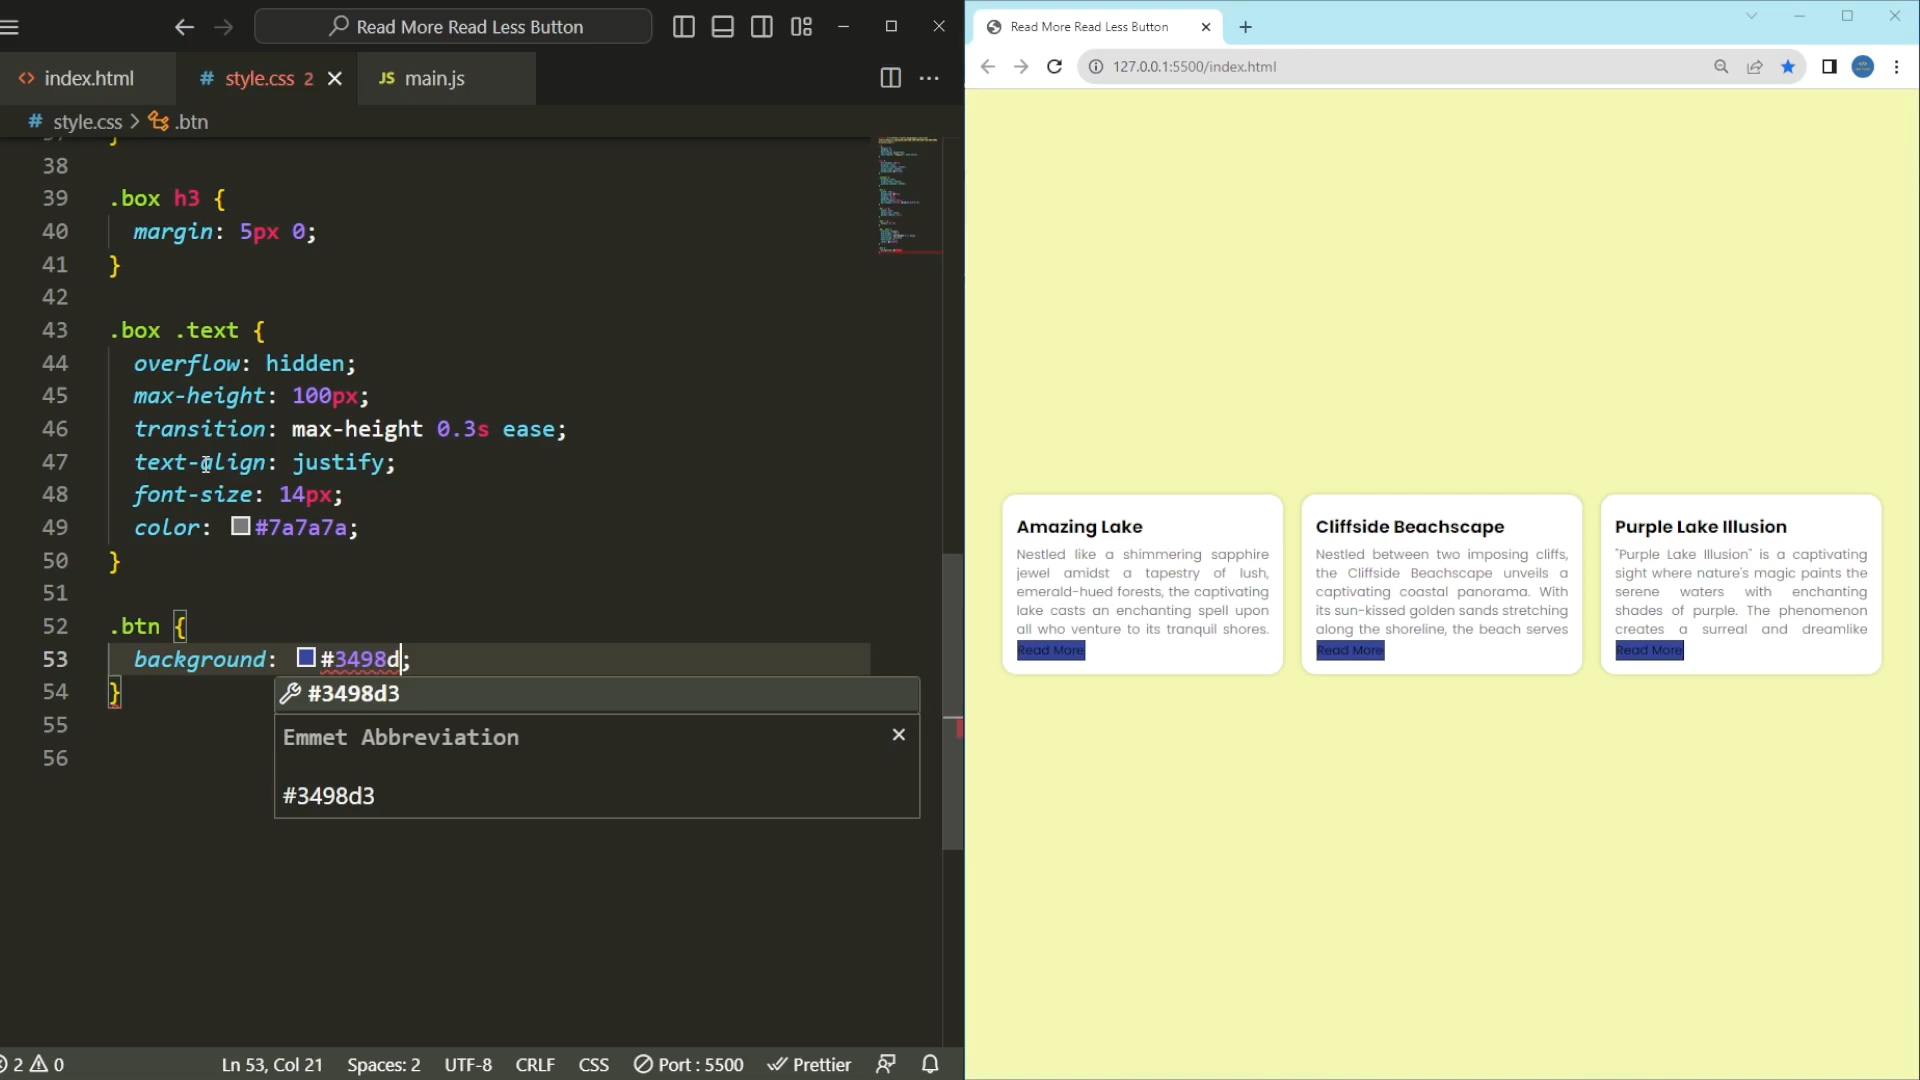 Read More Read Less Button
index.html
# style.css 2
JS main.js
# style.css > .btn
37 }
38
39 .box h3 {
40 margin: 5px 0;
41 }
42
43 .box .text {
44 overflow: hidden;
45 max-height: 100px;
46 transition: max-height 0.3s ease;
47 text-align: justify;
48 font-size: 14px;
49 color: #7a7a7a;
50 }
51
52 .btn {
53 background: #3498d;
54 }
55
56
#3498d3
Emmet Abbreviation
#3498d3
2 0 Ln 53, Col 21 Spaces: 2 UTF-8 CRLF CSS Port : 5500 Prettier
Read More Read Less Button
127.0.0.1:5500/index.html
Amazing Lake
Nestled like a shimmering sapphire
jewel amidst a tapestry of lush,
emerald-hued forests, the captivating
lake casts an enchanting spell upon
all who venture to its tranquil shores.
Read More
Cliffside Beachscape
Nestled between two imposing cliffs,
the Cliffside Beachscape unveils a
captivating coastal panorama. With
its sun-kissed golden sands stretching
along the shoreline, the beach serves
Read More
Purple Lake Illusion
"Purple Lake Illusion" is a captivating
sight where nature's magic paints the
serene waters with enchanting
shades of purple. The phenomenon
creates a surreal and dreamlike
Read More